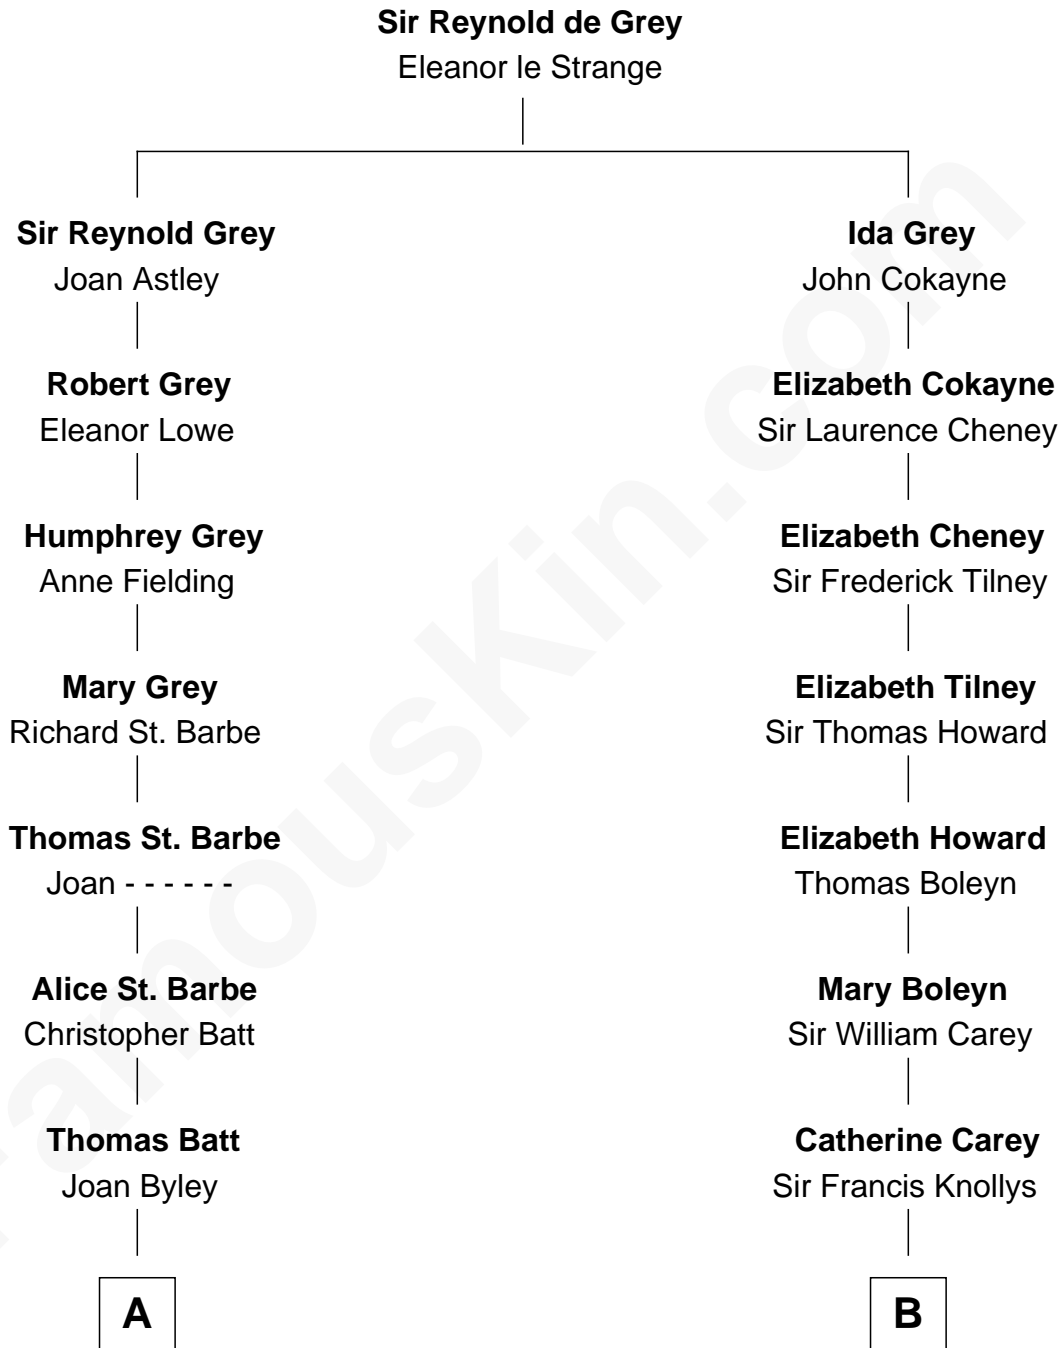 Sir Reynold de Grey
Eleanor le Strange
Sir Reynold Grey
Joan Astley
Ida Grey
John Cokayne
Robert Grey
Eleanor Lowe
Elizabeth Cokayne
Sir Laurence Cheney
Humphrey Grey
Anne Fielding
Elizabeth Cheney
Sir Frederick Tilney
Mary Grey
Richard St. Barbe
Elizabeth Tilney
Sir Thomas Howard
Thomas St. Barbe
Joan - - - - - -
Elizabeth Howard
Thomas Boleyn
Alice St. Barbe
Christopher Batt
Mary Boleyn
Sir William Carey
Thomas Batt
Joan Byley
Catherine Carey
Sir Francis Knollys
A
B
FamousKin.com